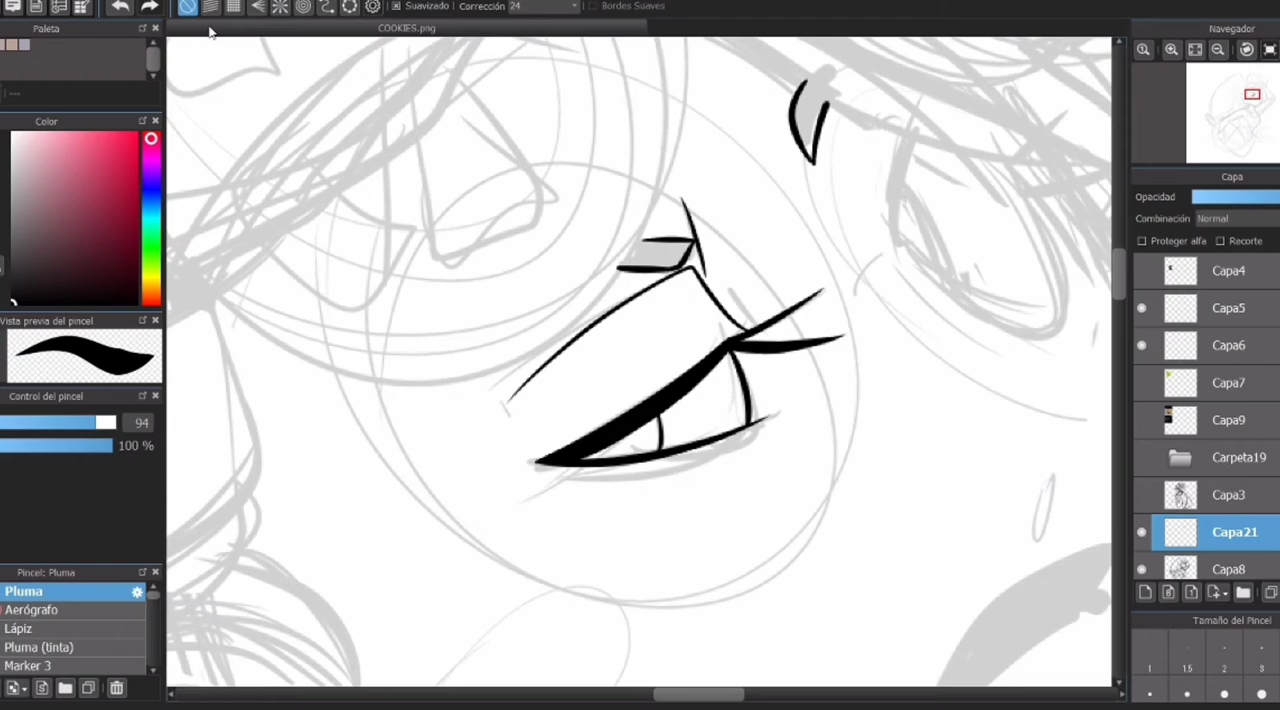 Suavizado Corrección 24 Bordes Suaves
Paleta
COOKIES.png
Navegador
---
Color
Capa
Opacidad
Combinación Normal
Proteger alfa Recorte
Capa4
Capa5
Capa6
Capa7
Capa9
Carpeta19
Capa3
Capa21
Capa8
Vista previa del pincel
Control del pincel
94
100 %
Pincel: Pluma
Pluma
Aerógrafo
Lápiz
Pluma (tinta)
Marker 3
Tamaño del Pincel
1 1.5 2 3